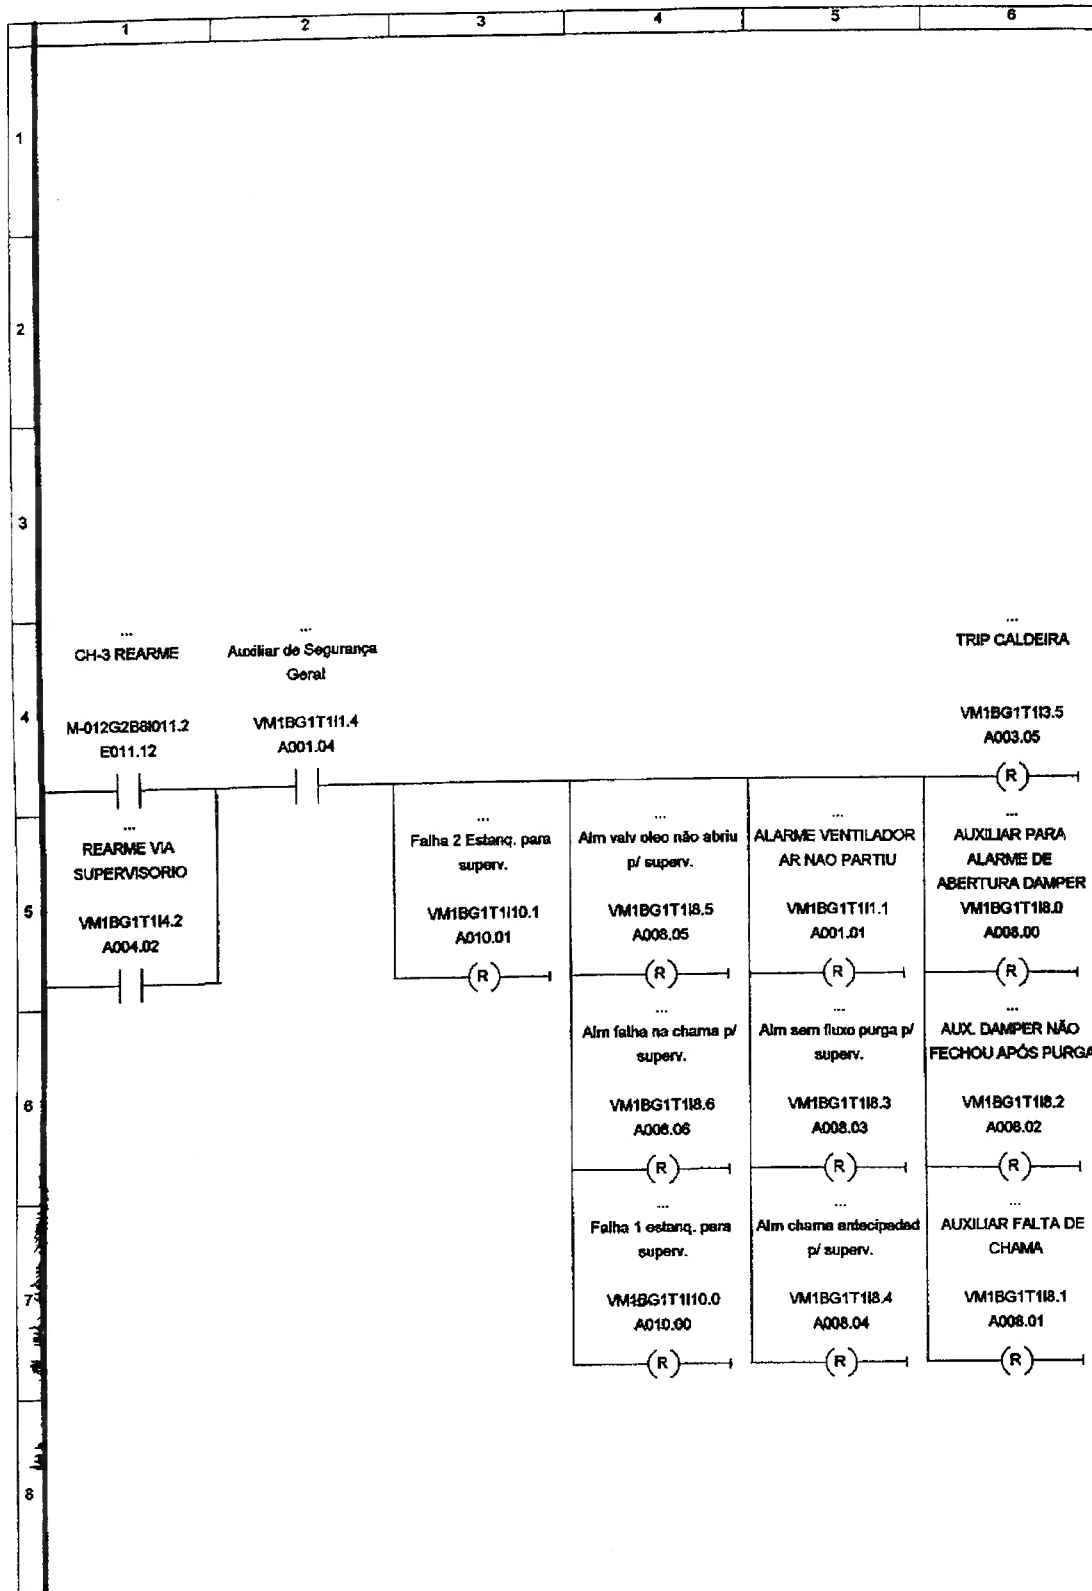 1 2 3 4 5 6
1
2
3
4
...
CH-3 REARME
M-012G2B8I011.2
E011.12
...
Auxiliar de Segurança
Geral
VM1BG1T1I1.4
A001.04
...
TRIP CALDEIRA
VM1BG1T1I3.5
A003.05
(R)
5
...
REARME VIA
SUPERVISORIO
VM1BG1T1I4.2
A004.02
...
Falha 2 Estanq. para
superv.
VM1BG1T1I10.1
A010.01
(R)
...
Alm valv oleo não abriu
p/ superv.
VM1BG1T1I8.5
A008.05
(R)
...
ALARME VENTILADOR
AR NAO PARTIU
VM1BG1T1I1.1
A001.01
(R)
...
AUXILIAR PARA
ALARME DE
ABERTURA DAMPER
VM1BG1T1I8.0
A008.00
(R)
6
...
Alm falha na chama p/
superv.
VM1BG1T1I8.6
A008.06
(R)
...
Alm sem fluxo purga p/
superv.
VM1BG1T1I8.3
A008.03
(R)
...
AUX. DAMPER NÃO
FECHOU APÓS PURGA
VM1BG1T1I8.2
A008.02
(R)
7
...
Falha 1 estanq. para
superv.
VM1BG1T1I10.0
A010.00
(R)
...
Alm chama antecipadad
p/ superv.
VM1BG1T1I8.4
A008.04
(R)
...
AUXILIAR FALTA DE
CHAMA
VM1BG1T1I8.1
A008.01
(R)
8